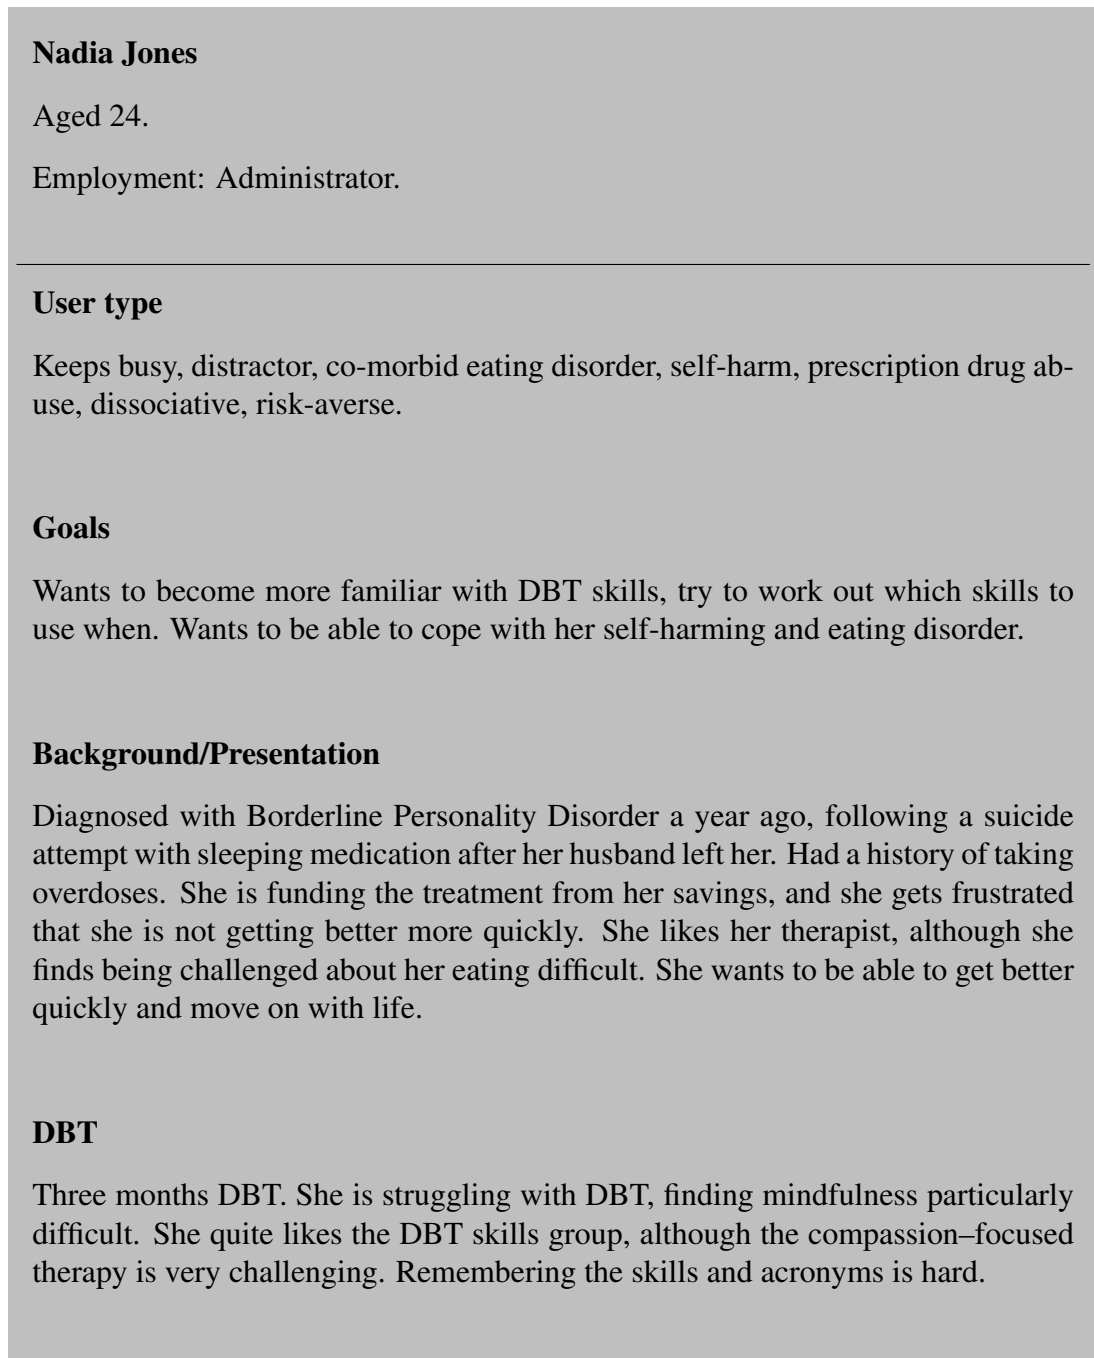 Nadia Jones
Aged 24.
Employment: Administrator.
User type
Keeps busy, distractor, co-morbid eating disorder, self-harm, prescription drug ab-
use, dissociative, risk-averse.
Goals
Wants to become more familiar with DBT skills, try to work out which skills to
use when. Wants to be able to cope with her self-harming and eating disorder.
Background/Presentation
Diagnosed with Borderline Personality Disorder a year ago, following a suicide
attempt with sleeping medication after her husband left her. Had a history of taking
overdoses. She is funding the treatment from her savings, and she gets frustrated
that she is not getting better more quickly. She likes her therapist, although she
finds being challenged about her eating difficult. She wants to be able to get better
quickly and move on with life.
DBT
Three months DBT. She is struggling with DBT, finding mindfulness particularly
difficult. She quite likes the DBT skills group, although the compassion–focused
therapy is very challenging. Remembering the skills and acronyms is hard.